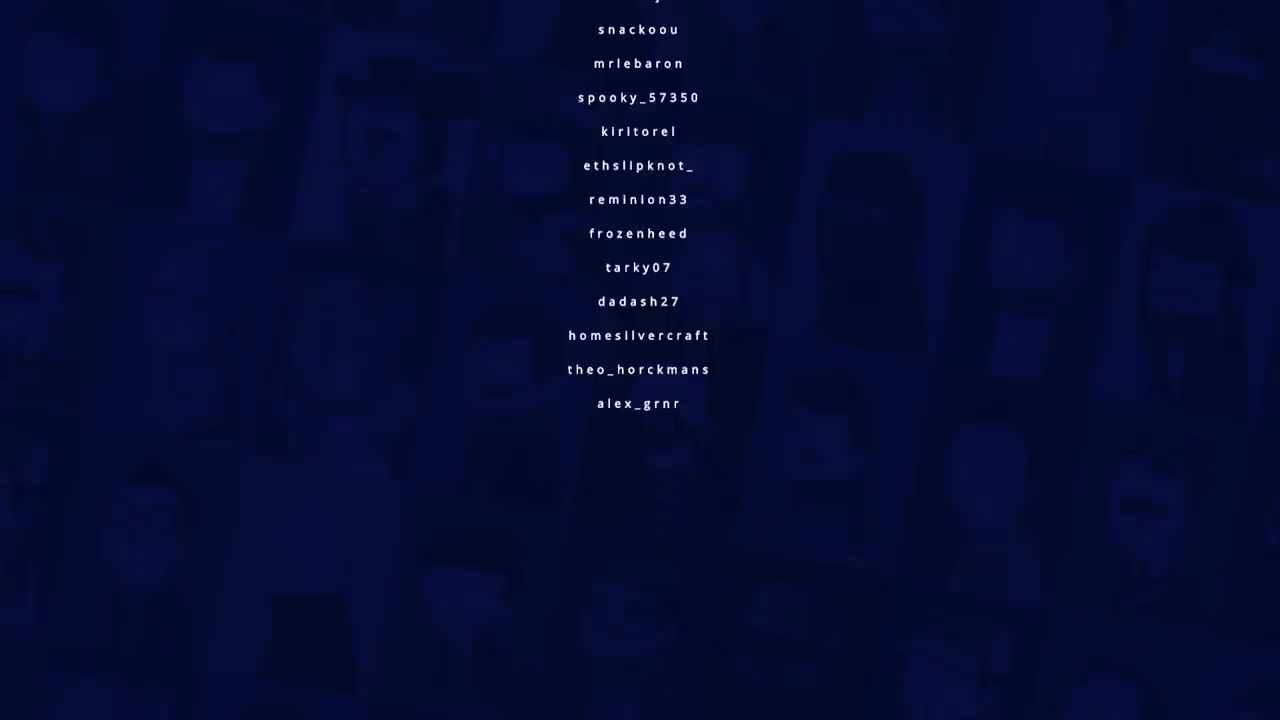 snackoou
mrlebaron
spooky_57350
kiritorel
ethslipknot_
reminion33
frozenheed
tarky07
dadash27
homesilvercraft
theo_horckmans
alex_grnr